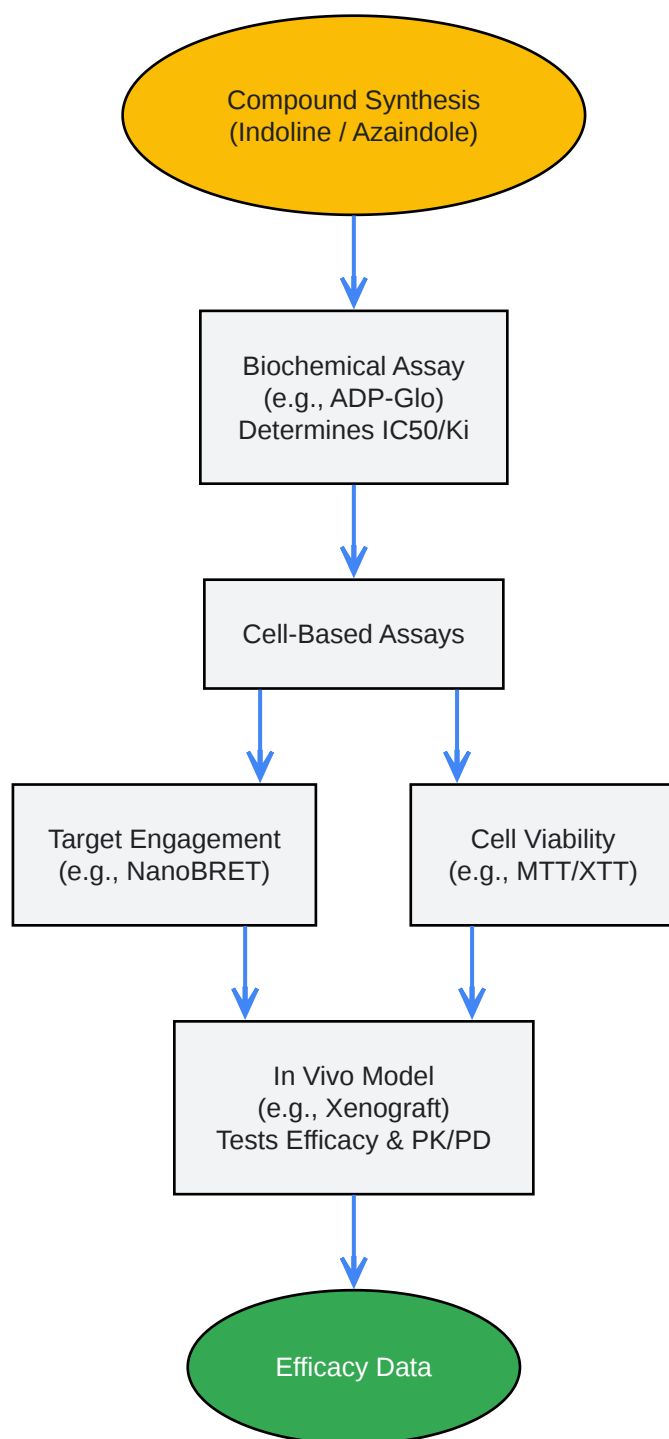 Compound Synthesis
(Indoline / Azaindole)
Biochemical Assay
(e.g., ADP-Glo)
Determines IC50/Ki
Cell-Based Assays
Target Engagement
(e.g., NanoBRET)
Cell Viability
(e.g., MTT/XTT)
In Vivo Model
(e.g., Xenograft)
Tests Efficacy & PK/PD
Efficacy Data